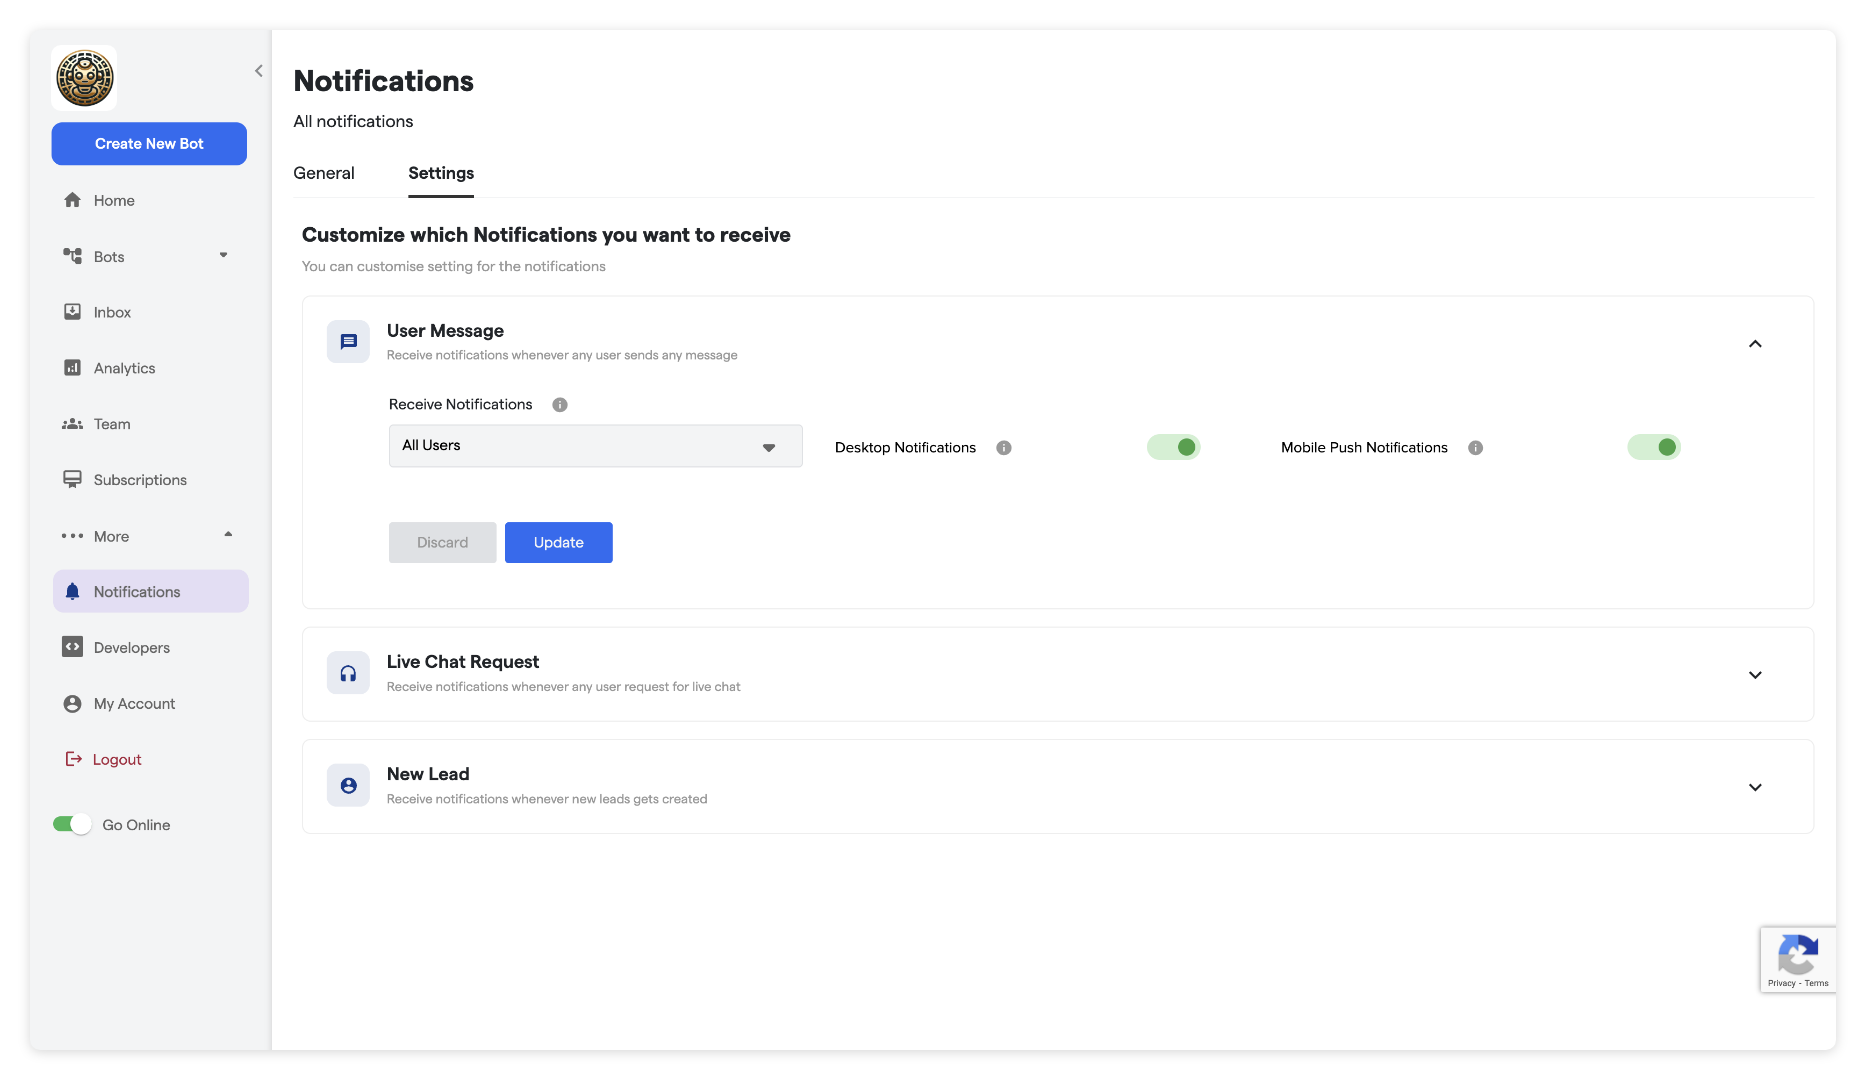 Create New Bot
Home
Bots
Inbox
Analytics
Team
Subscriptions
More
Notifications
Developers
My Account
Logout
Go Online
Notifications
All notifications
General Settings
Customize which Notifications you want to receive
You can customise setting for the notifications
User Message
Receive notifications whenever any user sends any message
Receive Notifications
All Users
Desktop Notifications
Mobile Push Notifications
Discard Update
Live Chat Request
Receive notifications whenever any user request for live chat
New Lead
Receive notifications whenever new leads gets created
Privacy - Terms